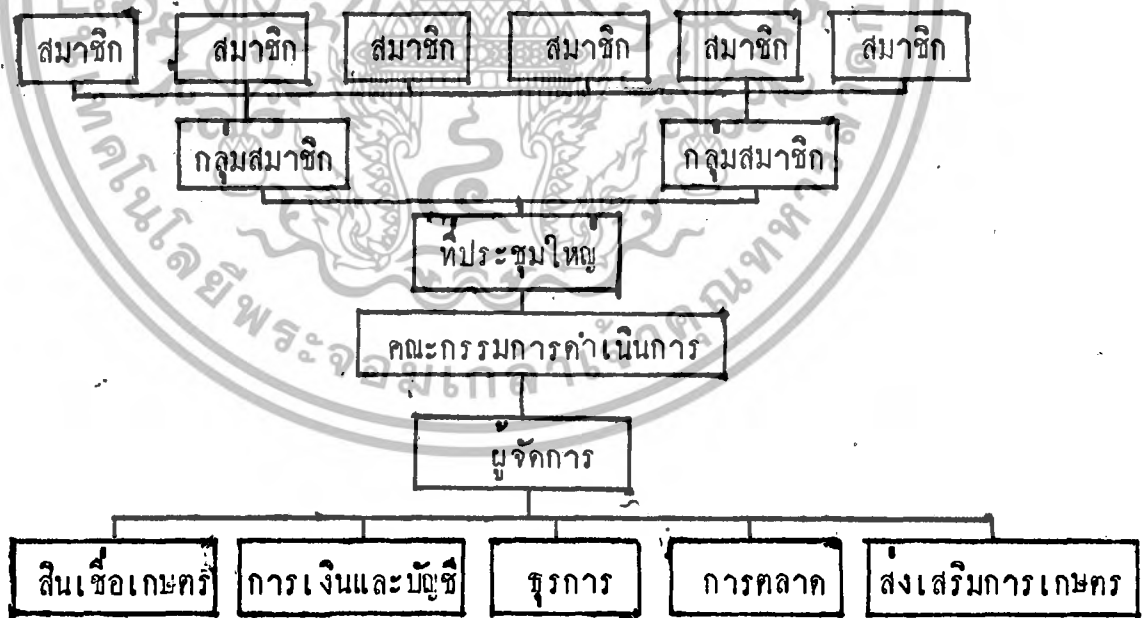 สมาชิก สมาชิก สมาชิก สมาชิก สมาชิก สมาชิก
กลุ่มสมาชิก กลุ่มสมาชิก
ที่ประชุมใหญ่
คณะกรรมการดำเนินการ
ผู้จัดการ
สินเชื่อเกษตร การเงินและบัญชี ธุรการ การตลาด ส่งเสริมการเกษตร